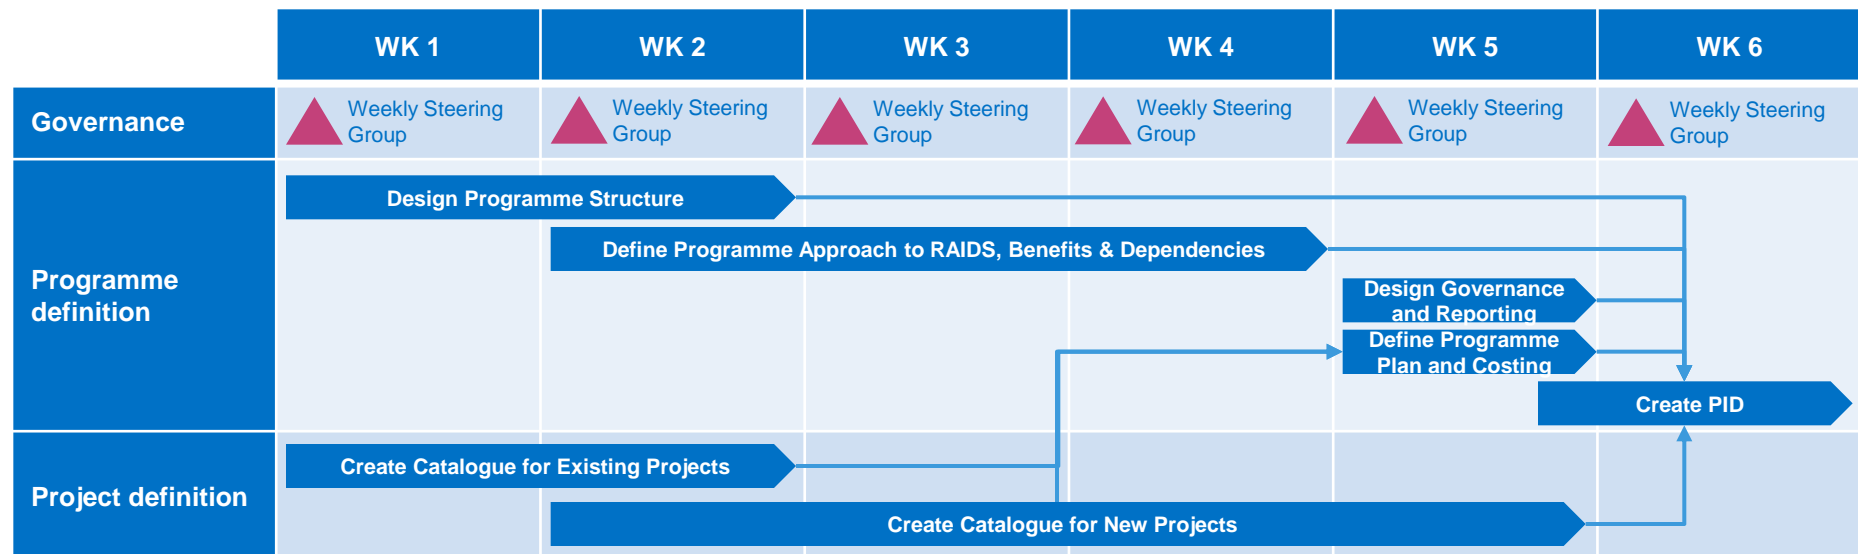 WK 1
WK 2
WK 3
WK 4
WK 5
WK 6
Governance
Weekly Steering
Group
Weekly Steering
Group
Weekly Steering
Group
Weekly Steering
Group
Weekly Steering
Group
Weekly Steering
Group
Programme
definition
Design Programme Structure
Define Programme Approach to RAIDS, Benefits & Dependencies
Design Governance
and Reporting
Define Programme
Plan and Costing
Create PID
Project definition
Create Catalogue for Existing Projects
Create Catalogue for New Projects